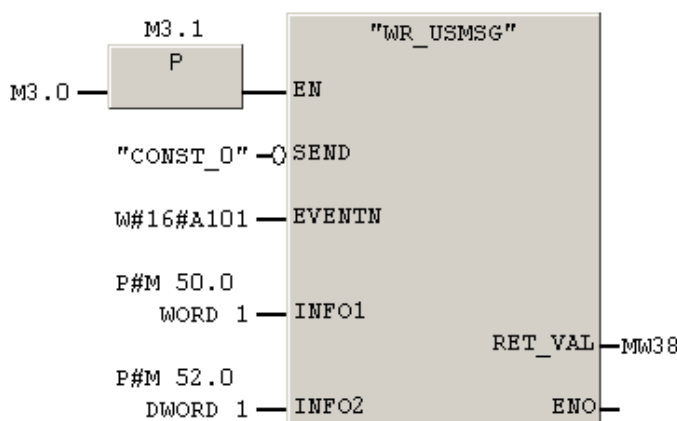 M3.1
"WR_USMSG"
P
M3.0
EN
"CONST_0"
SEND
W#16#A101
EVENTN
P#M 50.0
WORD 1
INFO1
RET_VAL
MW38
P#M 52.0
DWORD 1
INFO2
ENO